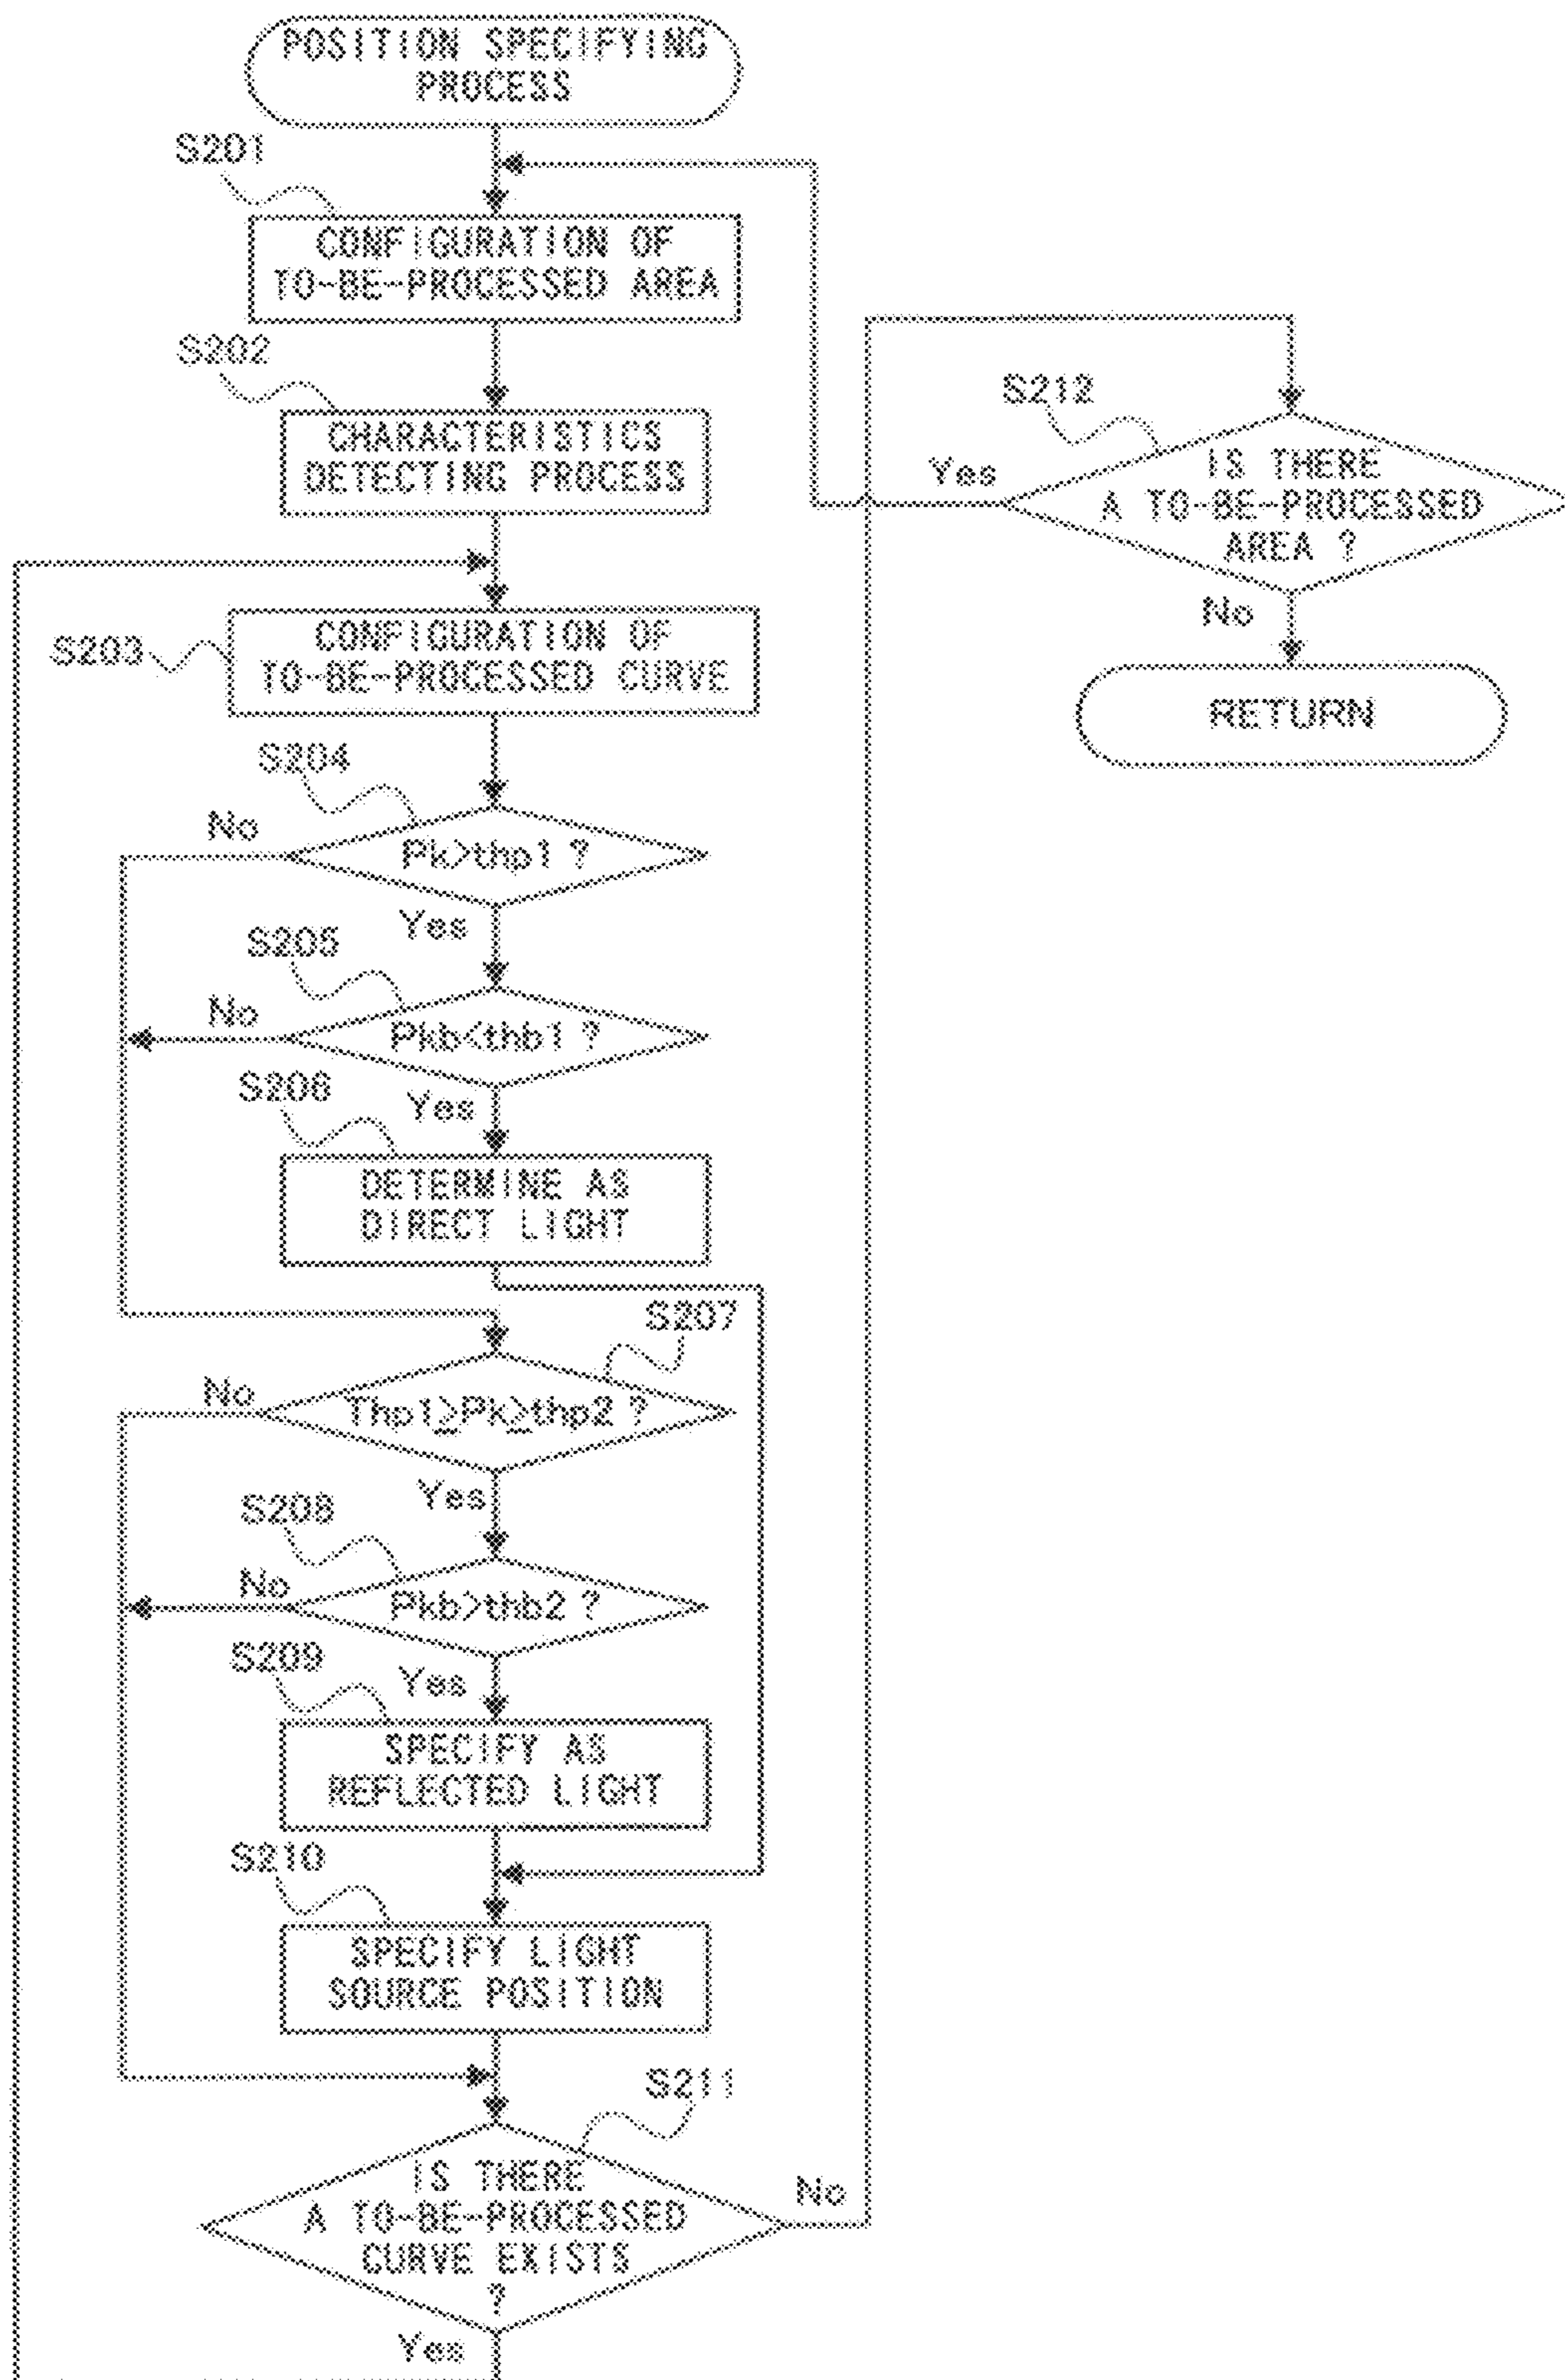 POSITION SPECIFYING
PROCESS
S201
CONFIGURATION OF
TO-BE-PROCESSED AREA
S202
CHARACTERISTICS
DETECTING PROCESS
S203
CONFIGURATION OF
TO-BE-PROCESSED CURVE
S204
No
Pk>thp1 ?
Yes
S205
No
Pkb<thb1 ?
Yes
S206
DETERMINE AS
DIRECT LIGHT
S207
No
Thp1≥Pk≥thp2 ?
Yes
S208
No
Pkb>thb2 ?
Yes
S209
SPECIFY AS
REFLECTED LIGHT
S210
SPECIFY LIGHT
SOURCE POSITION
S211
IS THERE
A TO-BE-PROCESSED
CURVE EXISTS
?
No
Yes
S212
Yes
IS THERE
A TO-BE-PROCESSED
AREA ?
No
RETURN